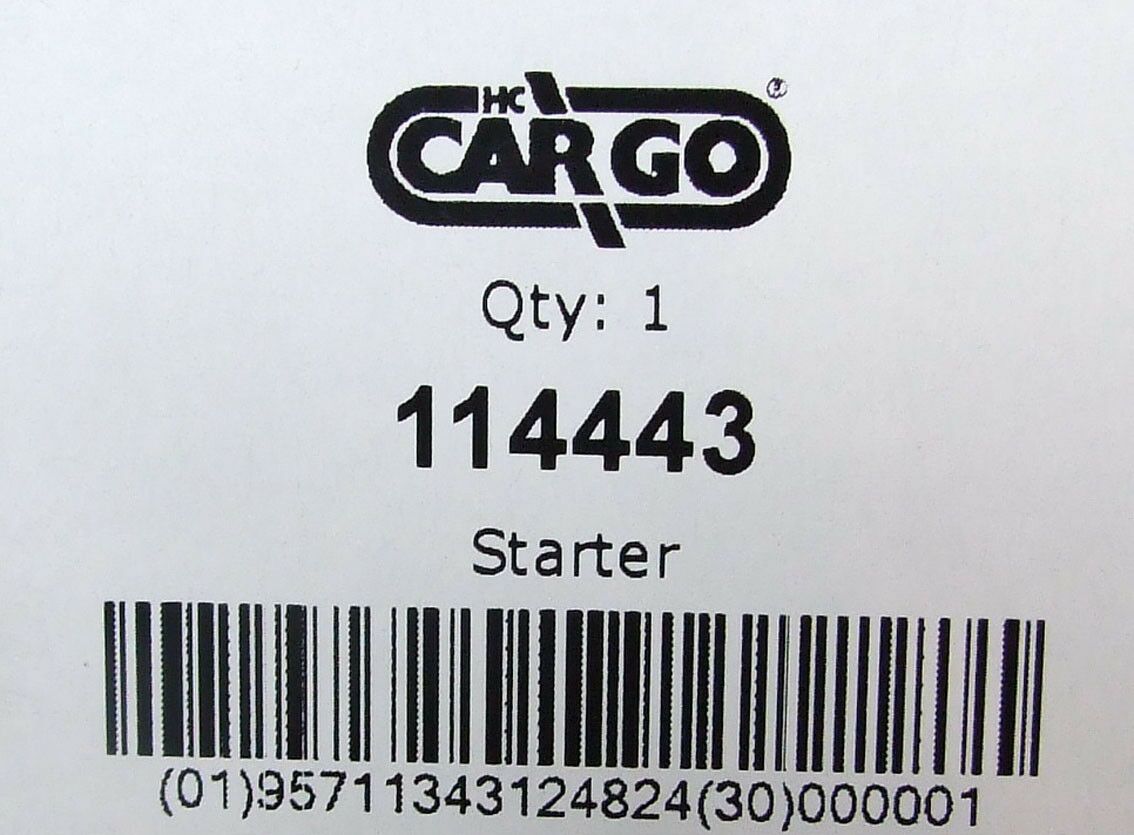 HC
CARGO®
Qty: 1
114443
Starter
(01)95711343124824(30)000001